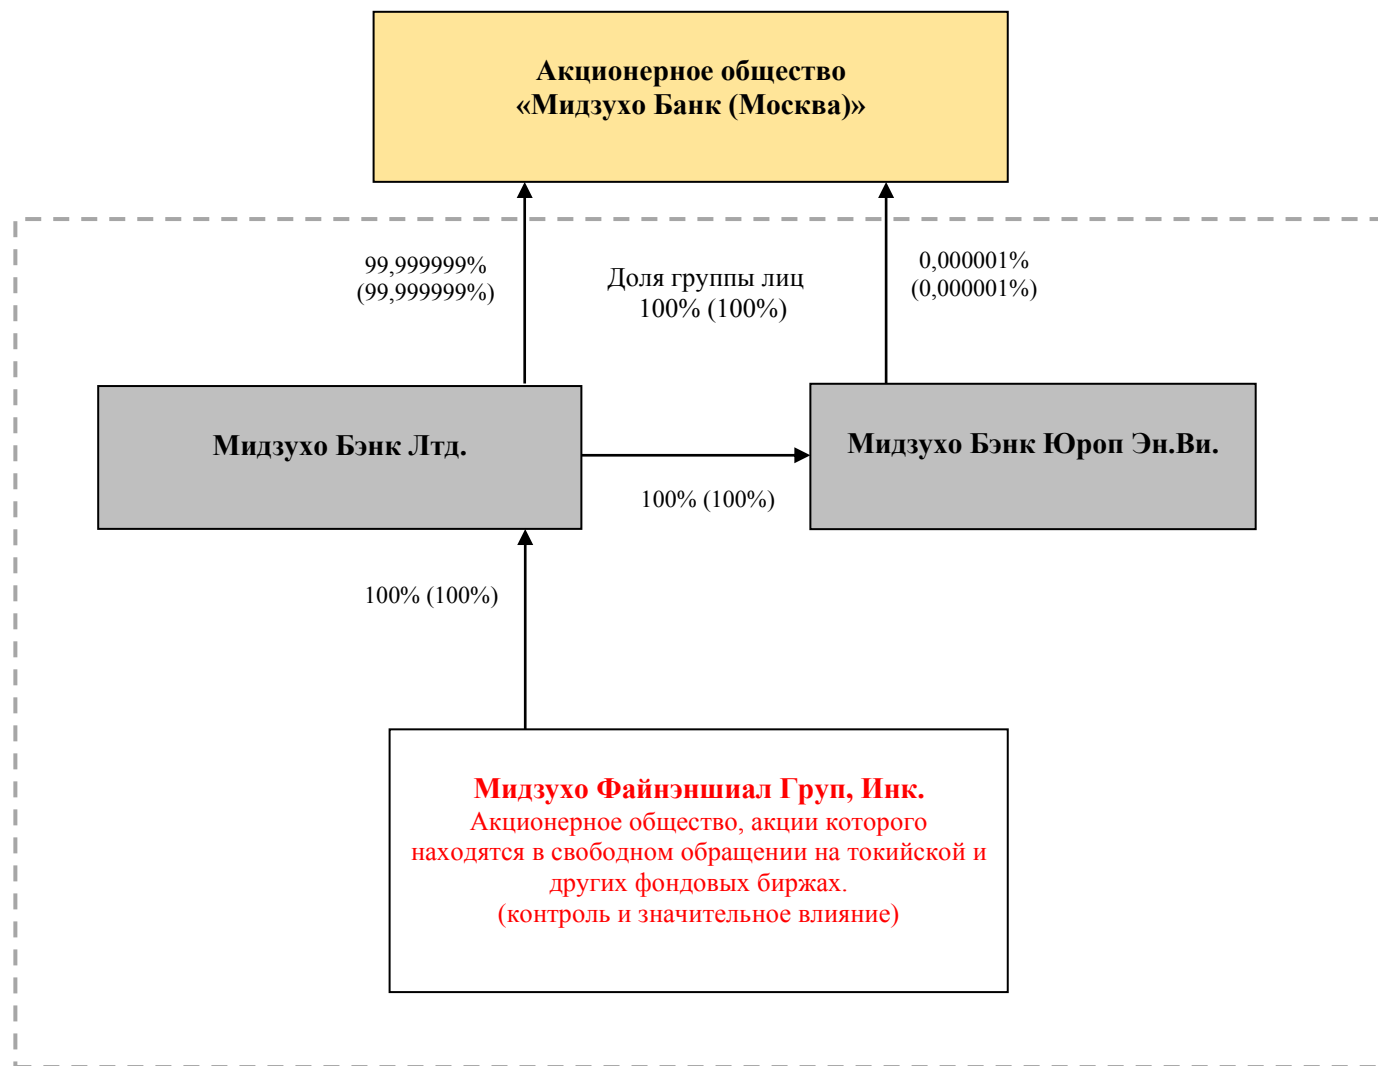 Акционерное общество
«Мидзухо Банк (Москва)»
99,999999%
(99,999999%)
Доля группы лиц
100% (100%)
0,000001%
(0,000001%)
Мидзухо Бэнк Лтд.
Мидзухо Бэнк Юроп Эн.Ви.
100% (100%)
100% (100%)
Мидзухо Файнэншиал Груп, Инк.
Акционерное общество, акции которого
находятся в свободном обращении на токийской и
других фондовых биржах.
(контроль и значительное влияние)